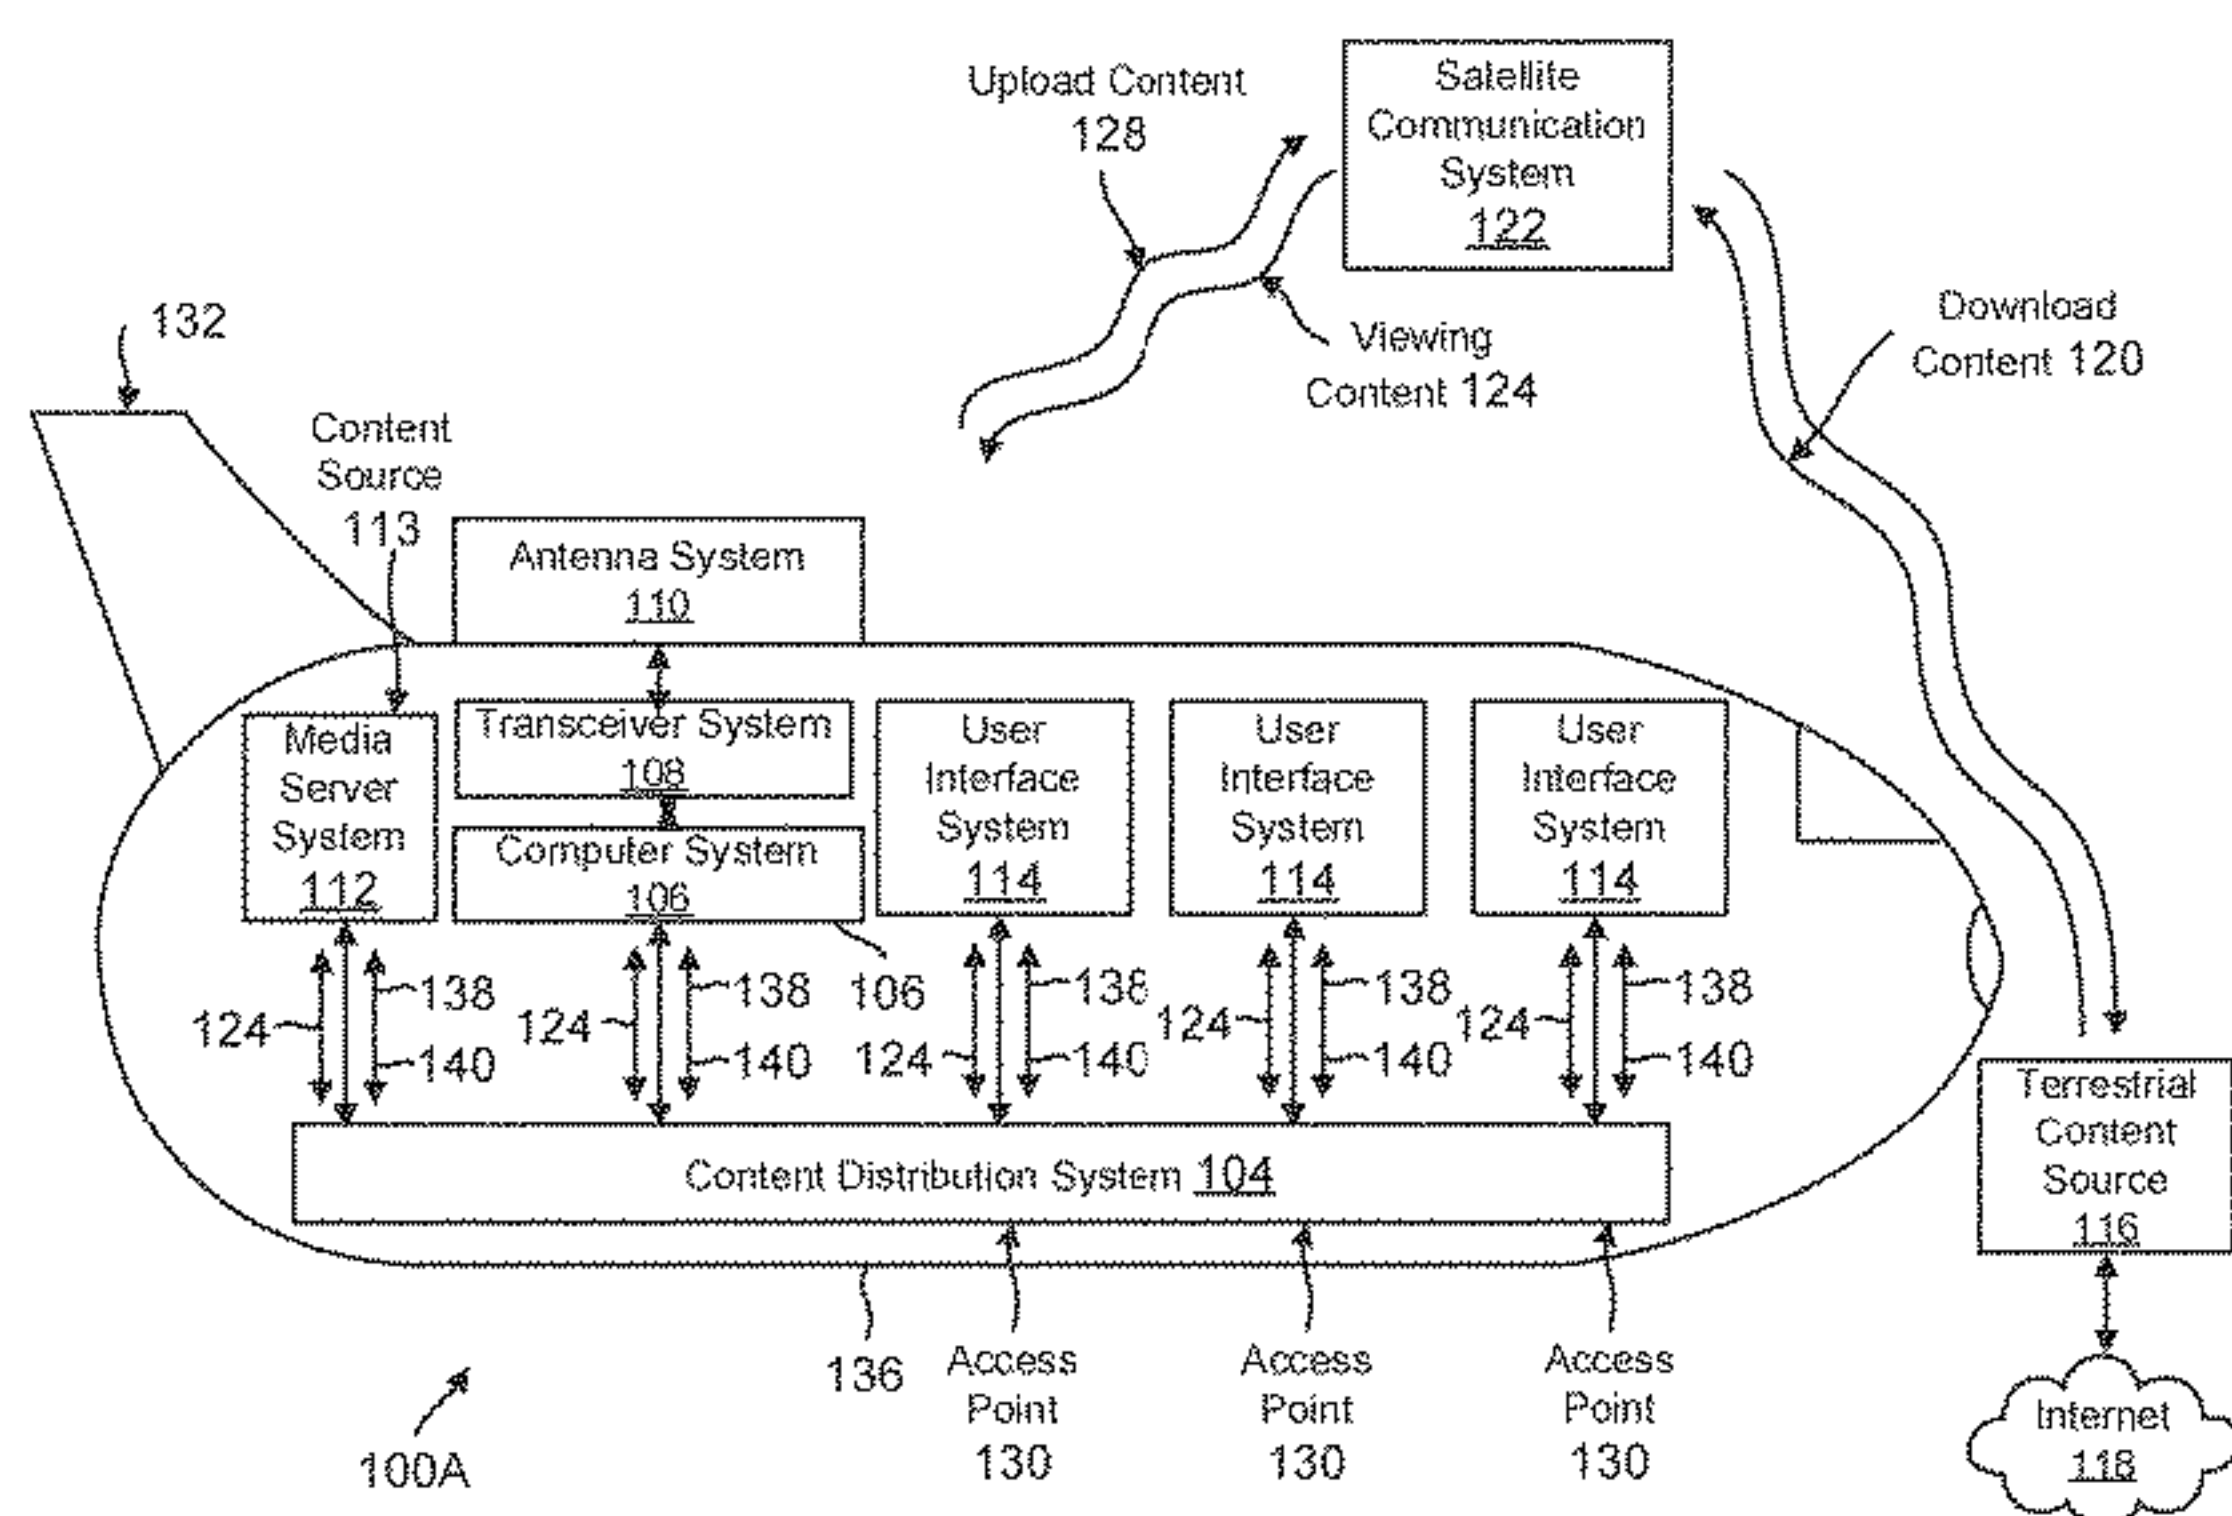 Upload Content
128
Satellite
Communication
System
122
Viewing
Content 124
Download
Content 120
132
Content
Source
113
Antenna System
110
Media
Server
System
112
Transceiver System
108
Computer System
106
User
Interface
System
114
User
Interface
System
114
User
Interface
System
114
124
138
140
124
138
140
106
124
138
140
124
138
140
124
138
140
Content Distribution System 104
Terrestrial
Content
Source
116
136
Access
Point
130
Access
Point
130
Access
Point
130
Internet
118
100A